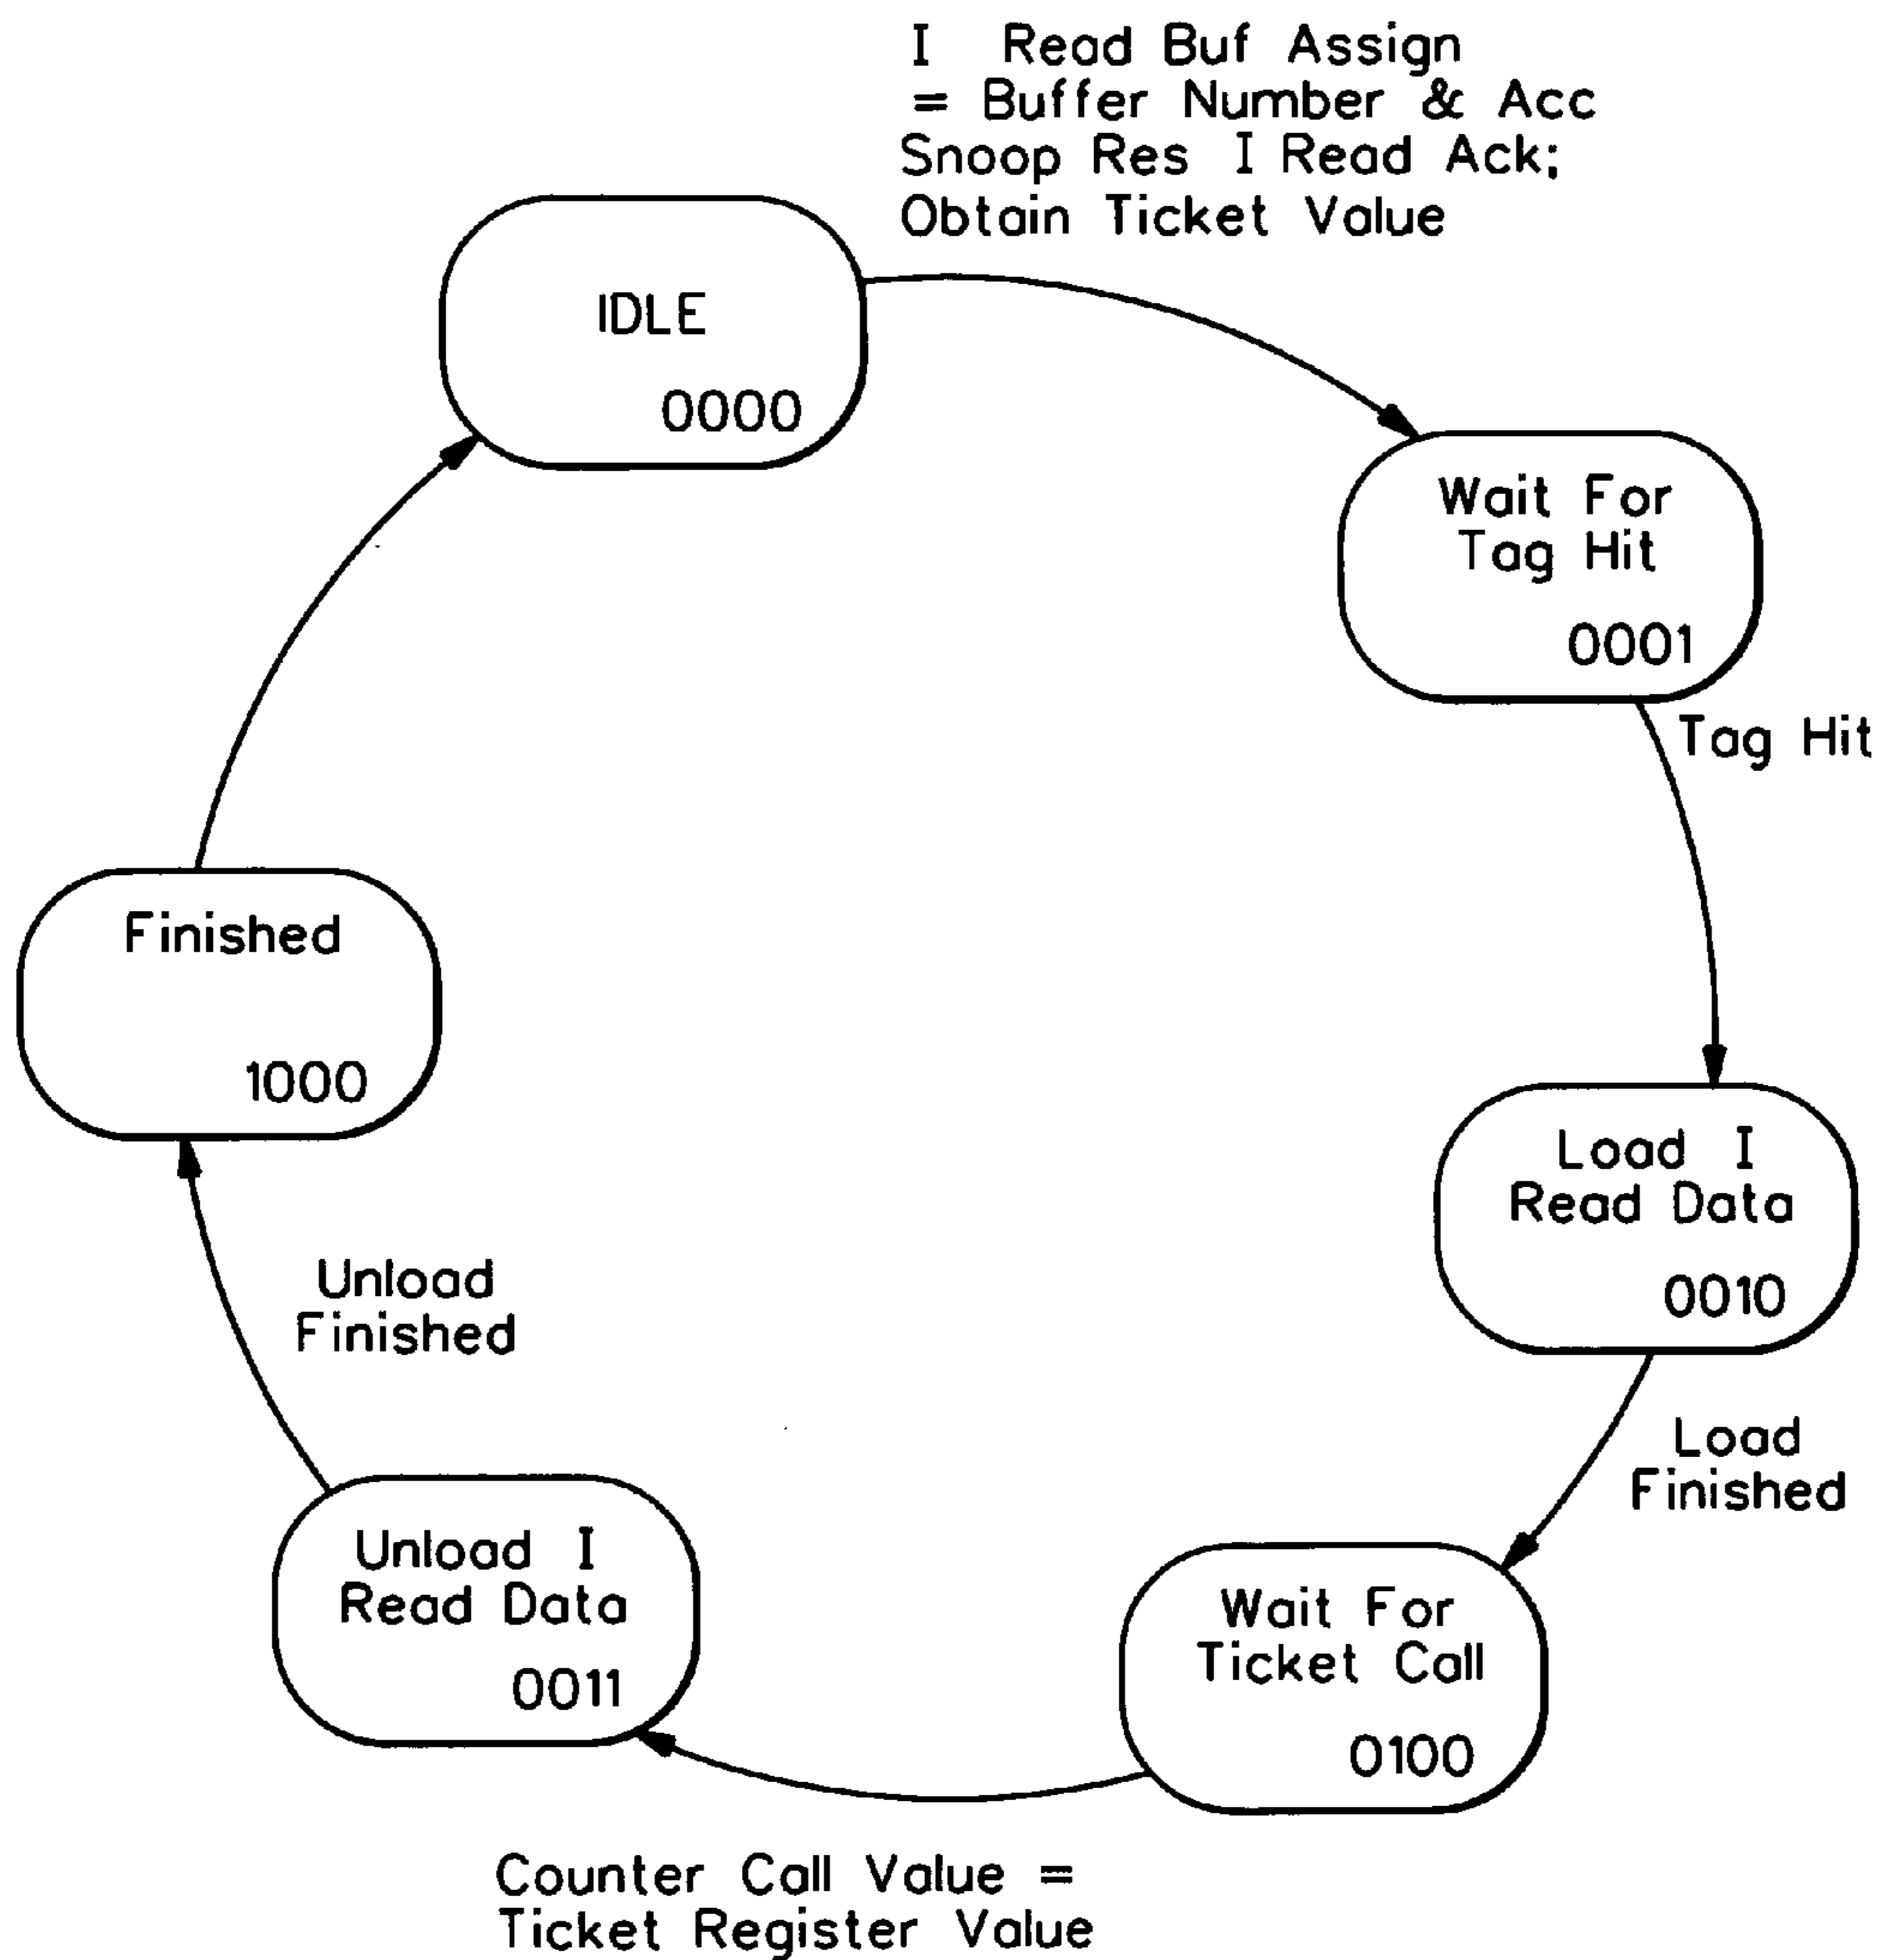 I Read Buf Assign
= Buffer Number & Acc
Snoop Res I Read Ack;
Obtain Ticket Value
IDLE
0000
Wait For
Tag Hit
0001
Tag Hit
Load I
Read Data
0010
Load
Finished
Wait For
Ticket Call
0100
Counter Call Value =
Ticket Register Value
Unload I
Read Data
0011
Unload
Finished
Finished
1000